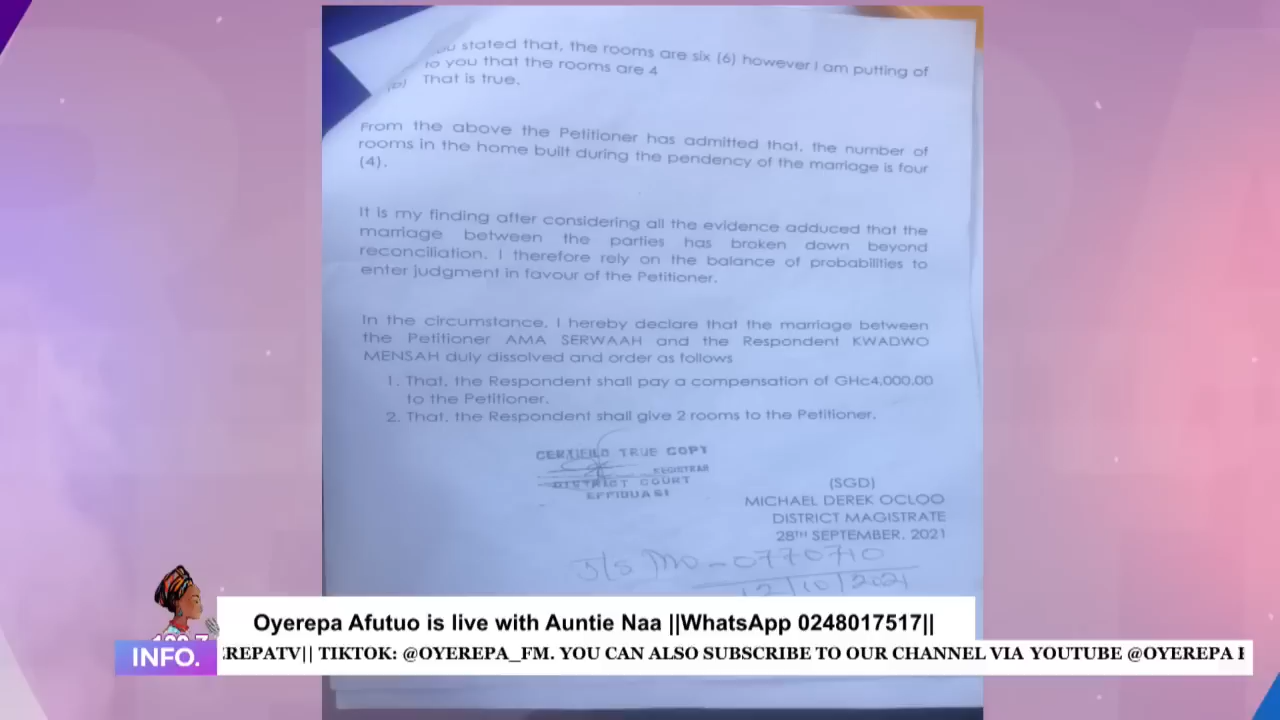 stated that, the rooms are six (6) however I am putting of
to you that the rooms are 4
That is true.
From the above the Petitioner has admitted that, the number of
rooms in the home built during the pendency of the marriage is four
(4).
It is my finding after considering all the evidence adduced that the
marriage between the parties has broken down beyond
reconciliation. I therefore rely on the balance of probabilities to
enter judgment in favour of the Petitioner.
In the circumstance, I hereby declare that the marriage between
the Petitioner AMA SERWAAH and the Respondent KWADWO
MENSAH duly dissolved and order as follows
1. That, the Respondent shall pay a compensation of GHc4,000.00
to the Petitioner.
2. That, the Respondent shall give 2 rooms to the Petitioner.
CERTIFIED TRUE COPY
REGISTRAR
DISTRICT COURT
EFFIDUASI
(SGD)
MICHAEL DEREK OCLOO
DISTRICT MAGISTRATE
28TH SEPTEMBER, 2021
J/S No - 0770710
12/10/2021
Oyerepa Afutuo is live with Auntie Naa ||WhatsApp 0248017517||
INFO.
EREPATV|| TIKTOK: @OYEREPA_FM. YOU CAN ALSO SUBSCRIBE TO OUR CHANNEL VIA YOUTUBE @OYEREPA